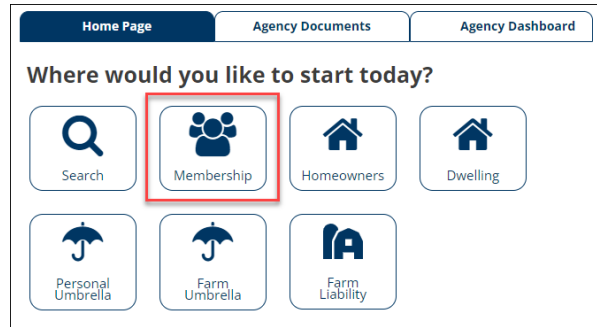 Home Page
Agency Documents
Agency Dashboard
Where would you like to start today?
Search
Membership
Homeowners
Dwelling
Personal
Umbrella
Farm
Umbrella
Farm
Liability